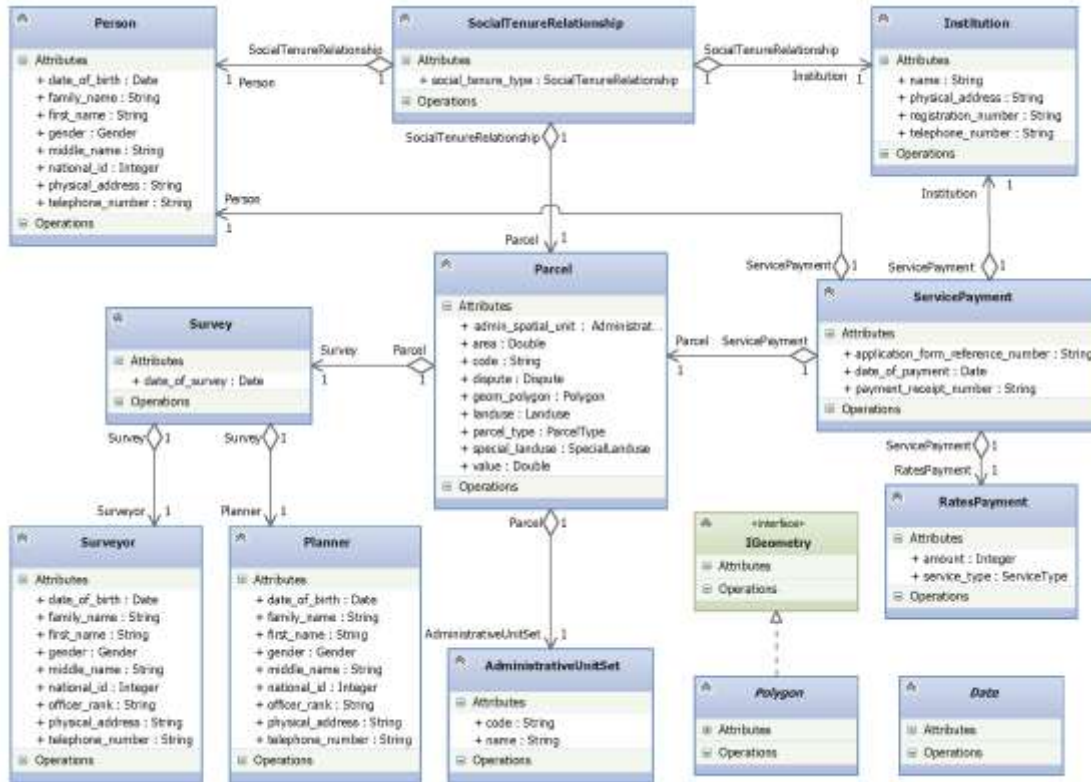 Person
Attributes
+ date_of_birth : Date
+ family_name : String
+ first_name : String
+ gender : Gender
+ middle_name : String
+ national_id : Integer
+ physical_address : String
+ telephone_number : String
Operations
SocialTenureRelationship
Attributes
+ social_tenure_type : SocialTenureRelationship
Operations
Institution
Attributes
+ name : String
+ physical_address : String
+ registration_number : String
+ telephone_number : String
Operations
SocialTenureRelationship
1
1
Person
SocialTenureRelationship
1
1
Institution
SocialTenureRelationship
1
Parcel
1
Person
1
ServicePayment
1
Institution
1
ServicePayment
1
Parcel
Attributes
+ admin_spatial_unit : Administrat...
+ area : Double
+ code : String
+ dispute : Dispute
+ geom_polygon : Polygon
+ landuse : Landuse
+ parcel_type : ParcelType
+ special_landuse : SpecialLanduse
+ value : Double
Operations
ServicePayment
Attributes
+ application_form_reference_number : String
+ date_of_payment : Date
+ payment_receipt_number : String
Operations
Survey
Attributes
+ date_of_survey : Date
Operations
Survey
Parcel
1
1
Parcel
ServicePayment
1
1
Survey
1
Surveyor
1
Survey
1
Planner
1
ServicePayment
1
RatesPayment
1
Parcel
1
AdministrativeUnitSet
1
Surveyor
Attributes
+ date_of_birth : Date
+ family_name : String
+ first_name : String
+ gender : Gender
+ middle_name : String
+ national_id : Integer
+ officer_rank : String
+ physical_address : String
+ telephone_number : String
Operations
Planner
Attributes
+ date_of_birth : Date
+ family_name : String
+ first_name : String
+ gender : Gender
+ middle_name : String
+ national_id : Integer
+ officer_rank : String
+ physical_address : String
+ telephone_number : String
Operations
«interface»
IGeometry
Attributes
Operations
RatesPayment
Attributes
+ amount : Integer
+ service_type : ServiceType
Operations
AdministrativeUnitSet
Attributes
+ code : String
+ name : String
Operations
Polygon
Attributes
Operations
Date
Attributes
Operations